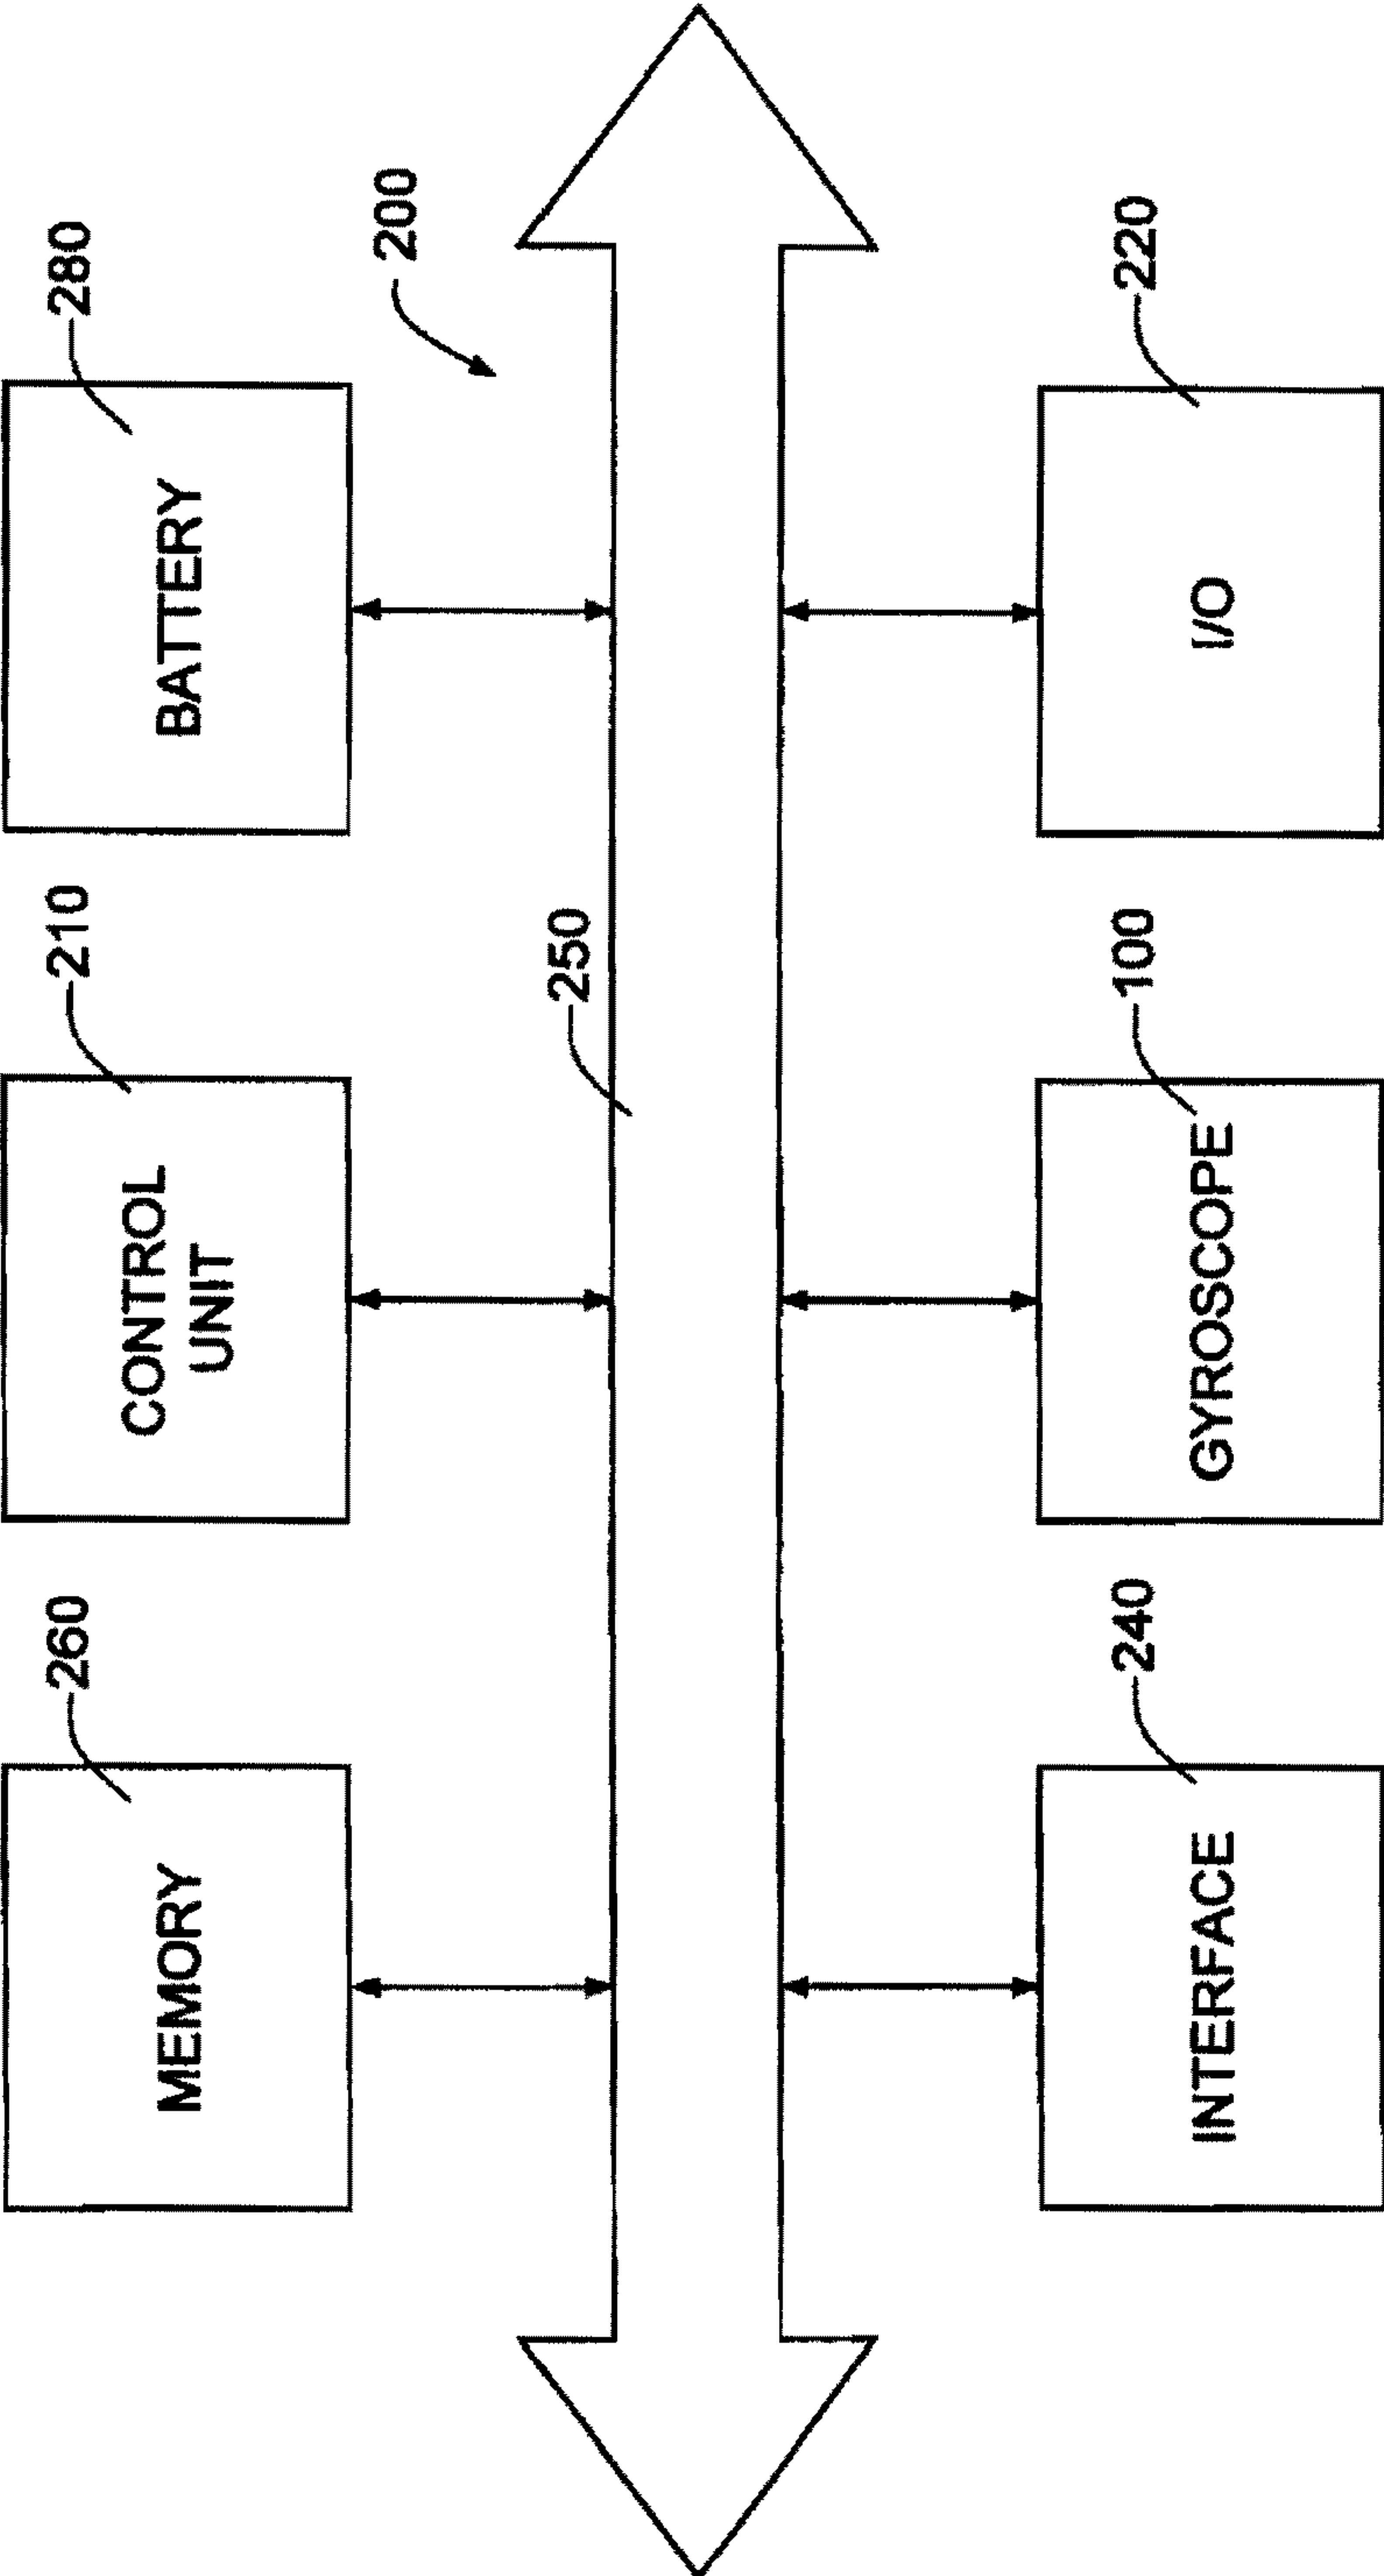 260
210
280
MEMORY
CONTROL
UNIT
BATTERY
200
250
240
100
220
INTERFACE
GYROSCOPE
I/O